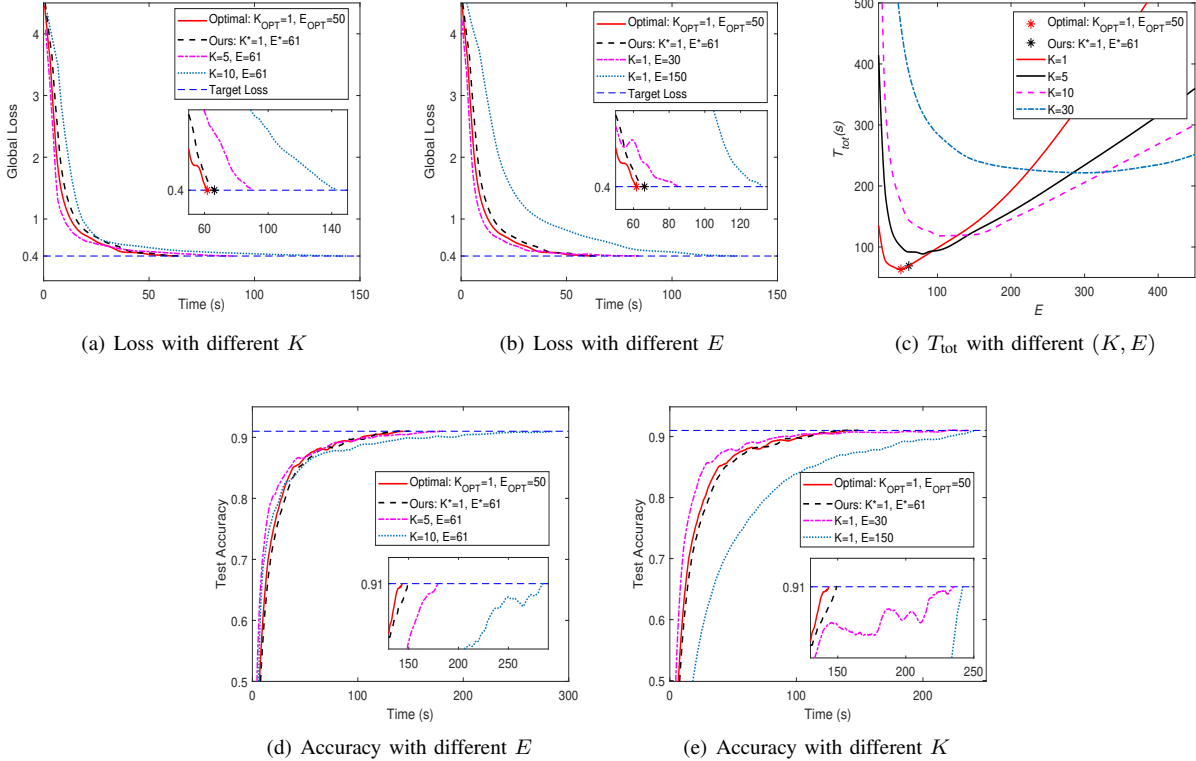 4
3
2
1
0.4
Global Loss
Optimal: K_OPT=1, E_OPT=50
Ours: K*=1, E*=61
K=5, E=61
K=10, E=61
Target Loss
0.4
60
100
140
0
50
100
150
Time (s)
(a) Loss with different K
4
3
2
1
0.4
Global Loss
Optimal: K_OPT=1, E_OPT=50
Ours: K*=1, E*=61
K=1, E=30
K=1, E=150
Target Loss
0.4
60
80
100
120
0
50
100
150
Time (s)
(b) Loss with different E
500
400
300
200
100
T_tot(s)
Optimal: K_OPT=1, E_OPT=50
Ours: K*=1, E*=61
K=1
K=5
K=10
K=30
100
200
300
400
E
(c) T_tot with different (K, E)
0.9
0.8
0.7
0.6
0.5
Test Accuracy
Optimal: K_OPT=1, E_OPT=50
Ours: K*=1, E*=61
K=5, E=61
K=10, E=61
0.91
150
200
250
0
100
200
300
Time (s)
(d) Accuracy with different E
0.9
0.8
0.7
0.6
0.5
Test Accuracy
Optimal: K_OPT=1, E_OPT=50
Ours: K*=1, E*=61
K=1, E=30
K=1, E=150
0.91
150
200
250
0
100
200
Time (s)
(e) Accuracy with different K